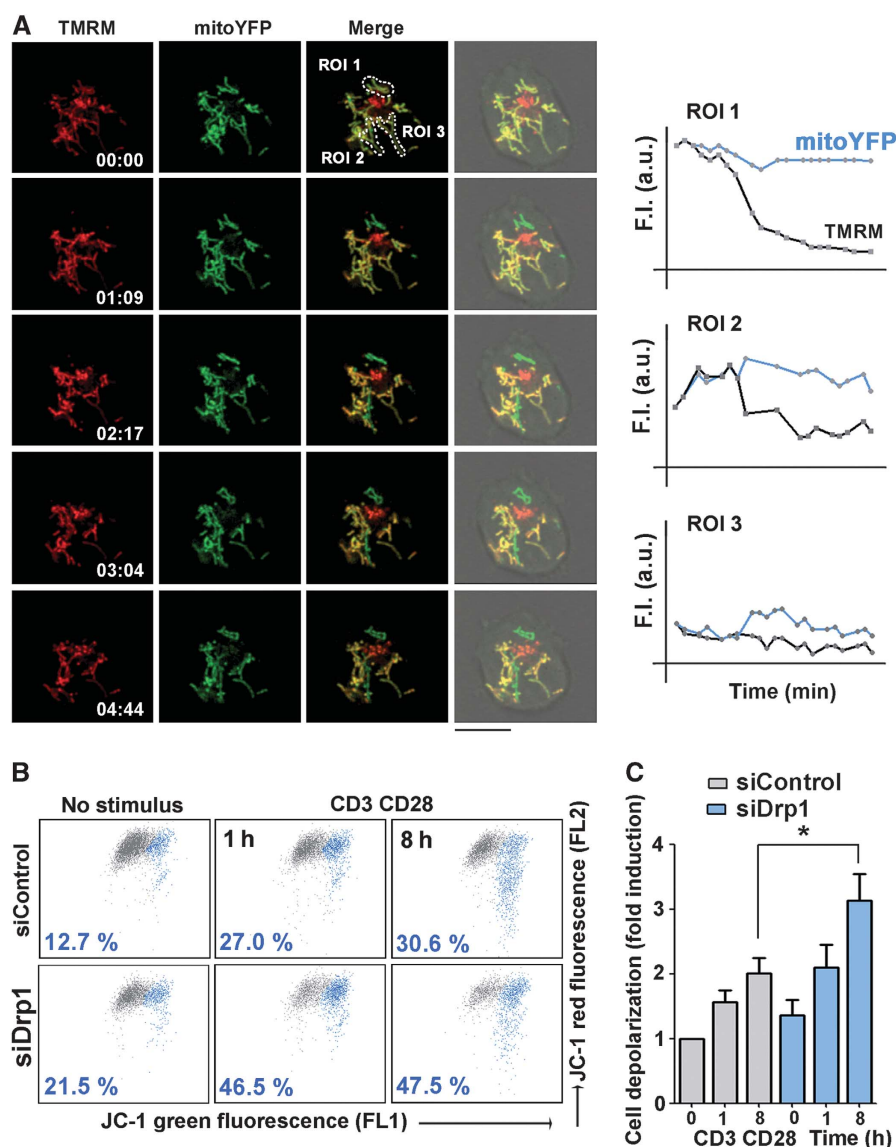 A
TMRM
mitoYFP
Merge
ROI 1
ROI 3
ROI 2
00:00
01:09
02:17
03:04
04:44
ROI 1
mitoYFP
TMRM
F.I. (a.u.)
ROI 2
F.I. (a.u.)
ROI 3
F.I. (a.u.)
Time (min)
B
No stimulus
CD3 CD28
siControl
12.7 %
1 h
27.0 %
8 h
30.6 %
siDrp1
21.5 %
46.5 %
47.5 %
JC-1 green fluorescence (FL1)
JC-1 red fluorescence (FL2)
C
siControl
siDrp1
*
Cell depolarization (fold induction)
4
3
2
1
0
0 1 8 0 1 8
CD3 CD28 Time (h)